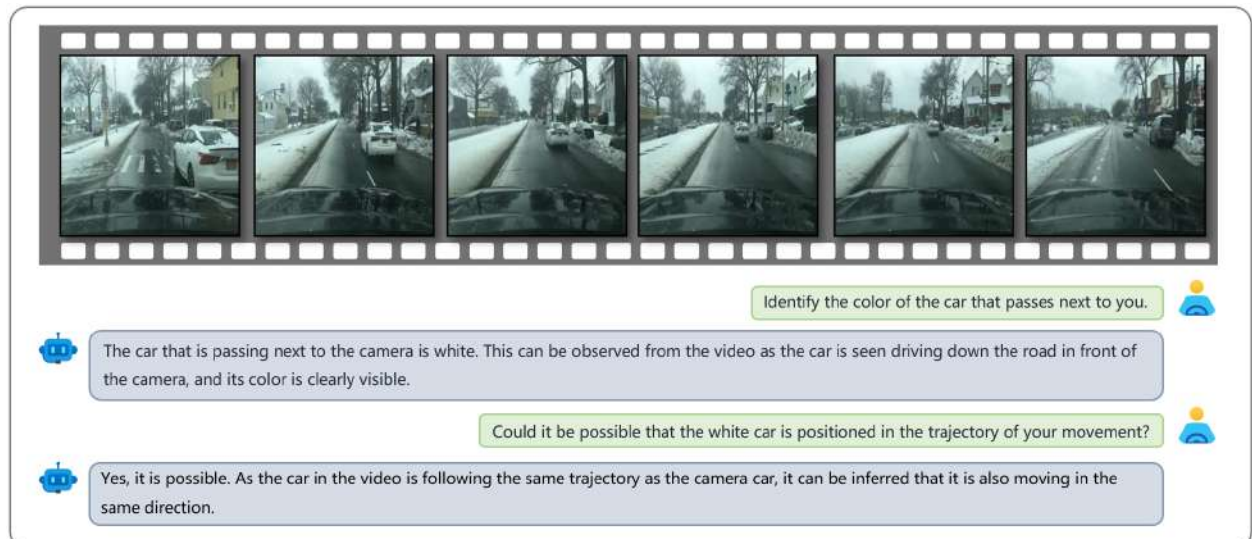 Identify the color of the car that passes next to you.
The car that is passing next to the camera is white. This can be observed from the video as the car is seen driving down the road in front of
the camera, and its color is clearly visible.
Could it be possible that the white car is positioned in the trajectory of your movement?
Yes, it is possible. As the car in the video is following the same trajectory as the camera car, it can be inferred that it is also moving in the
same direction.